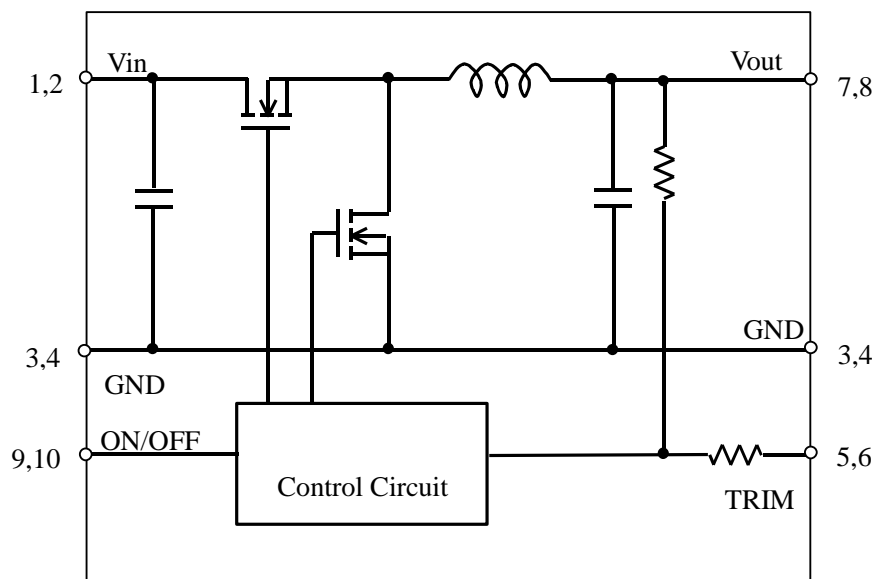 Vin
Vout
1,2
7,8
GND
3,4
3,4
GND
ON/OFF
9,10
5,6
Control Circuit
TRIM